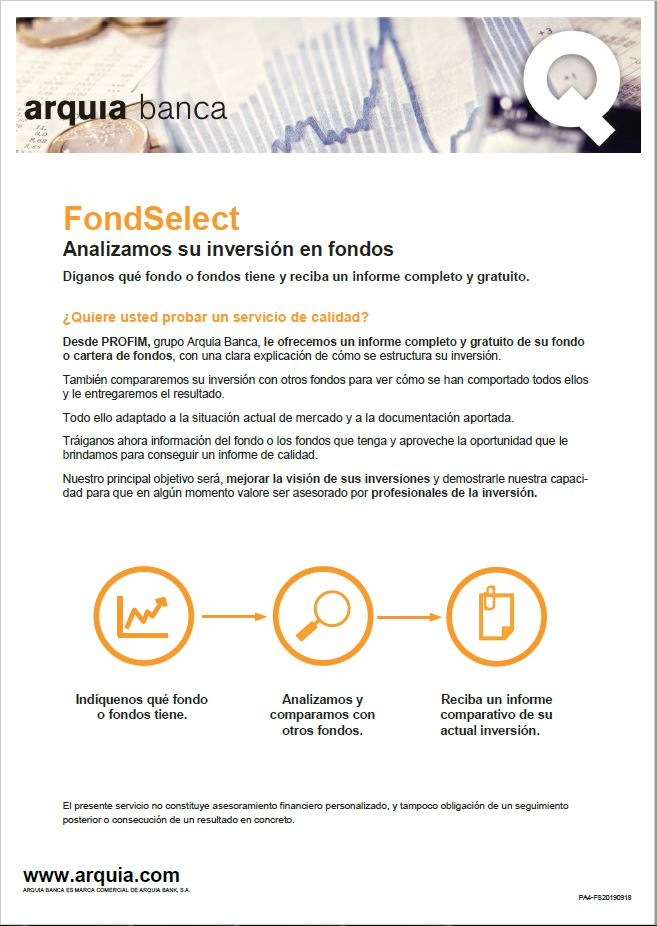 arquia banca
FondSelect
Analizamos su inversión en fondos
Díganos qué fondo o fondos tiene y reciba un informe completo y gratuito.
¿Quiere usted probar un servicio de calidad?
Desde PROFIM, grupo Arquia Banca, le ofrecemos un informe completo y gratuito de su fondo
o cartera de fondos, con una clara explicación de cómo se estructura su inversión.
También compararemos su inversión con otros fondos para ver cómo se han comportado todos ellos
y le entregaremos el resultado.
Todo ello adaptado a la situación actual de mercado y a la documentación aportada.
Tráiganos ahora información del fondo o los fondos que tenga y aproveche la oportunidad que le
brindamos para conseguir un informe de calidad.
Nuestro principal objetivo será, mejorar la visión de sus inversiones y demostrarle nuestra capaci-
dad para que en algún momento valore ser asesorado por profesionales de la inversión.
Indíquenos qué fondo
o fondos tiene.
Analizamos y
comparamos con
otros fondos.
Reciba un informe
comparativo de su
actual inversión.
El presente servicio no constituye asesoramiento financiero personalizado, y tampoco obligación de un seguimiento
posterior o consecución de un resultado en concreto.
www.arquia.com
ARQUIA BANCA ES MARCA COMERCIAL DE ARQUIA BANK, S.A.
PA4-FS20190918